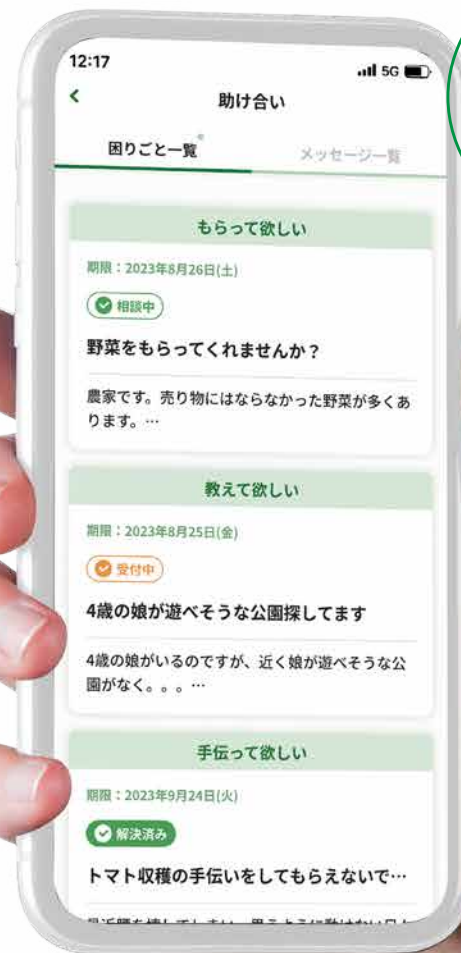 12:17
5G
助け合い
困りごと一覧
メッセージ一覧
もらって欲しい
期限：2023年8月26日(土)
相談中
野菜をもらってくれませんか？
農家です。売り物にはならなかった野菜が多くあ
ります。…
教えて欲しい
期限：2023年8月25日(金)
受付中
4歳の娘が遊べそうな公園探してます
4歳の娘がいるのですが、近く娘が遊べそうな公
園がなく。。。…
手伝って欲しい
期限：2023年9月24日(火)
解決済み
トマト収穫の手伝いをしてもらえないで…